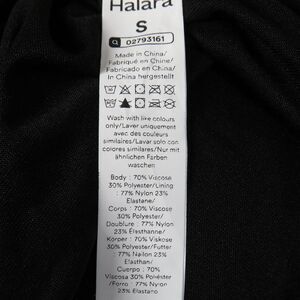 Halara
S
02793161
Made in China/
Fabriqué en Chine/
Fabricado en China/
In China hergestellt
Wash with like colours
only/Laver uniquement
avec des couleurs
similaires/Lavar solo con
colores similares/Nur mit
ähnlichen Farben
waschen
Body : 70% Viscose
30% Polyester/Lining
: 77% Nylon 23%
Elastane/
Corps : 70% Viscose
30% Polyester/
Doublure : 77% Nylon
23% Élasthanne/
Körper : 70% Viskose
30% Polyester/Futter
: 77% Nailon 23%
Elasthan/
Cuerpo : 70%
Viscosa 30% Poliéster
/Forro : 77% Nylon
23% Elastano